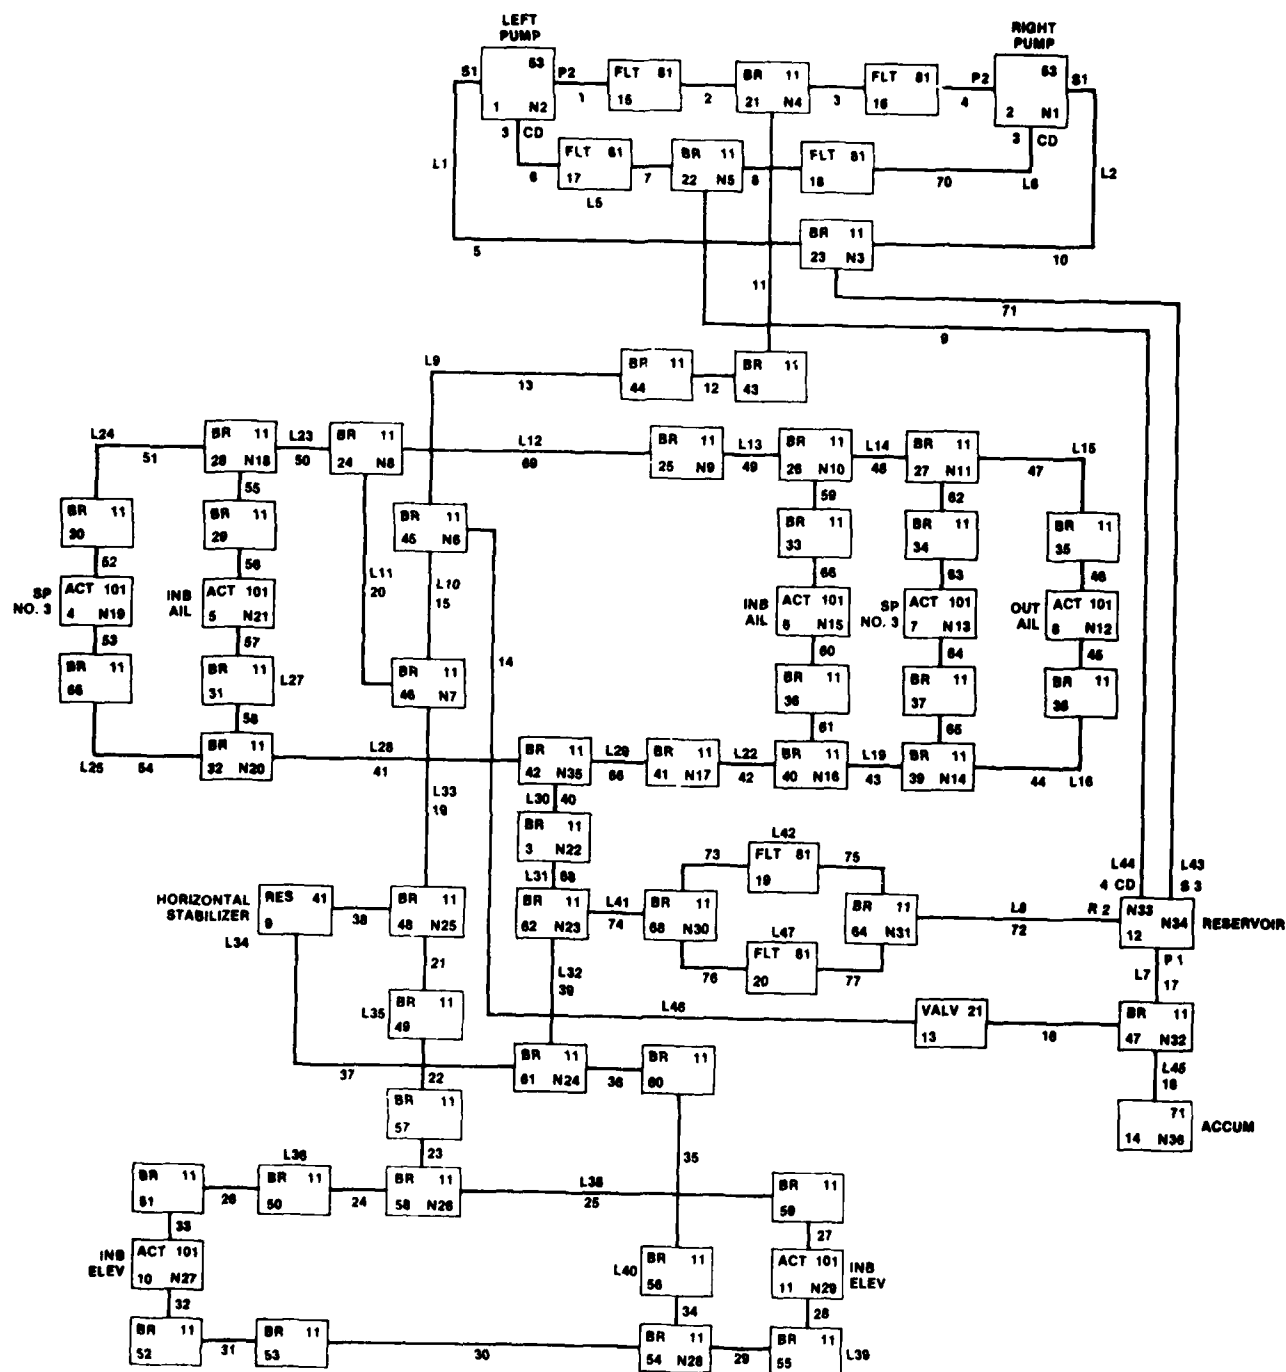 LEFT
PUMP
RIGHT
PUMP
S1
53
P2
1 N2
1
FLT 81
15
2
BR 11
21 N4
3
FLT 81
16
P2
4
53
S1
2 N1
3 CD
3 CD
L1
6
FLT 81
17
L5
7
BR 11
22 N5
8
FLT 81
18
70
L6
L2
5
BR 11
23 N3
10
11
71
9
L9
13
BR 11
44
12
BR 11
43
L24
51
BR 11
28 N18
L23
50
BR 11
24 N8
L12
69
BR 11
25 N9
L13
49
BR 11
26 N10
L14
48
BR 11
27 N11
L15
47
55
59
62
BR 11
30
BR 11
29
BR 11
45 N6
BR 11
33
BR 11
34
BR 11
35
52
56
L11
20
L10
15
66
63
46
SP
NO. 3
ACT 101
4 N19
INB
AIL
ACT 101
5 N21
INB
AIL
ACT 101
6 N15
SP
NO. 3
ACT 101
7 N13
OUT
AIL
ACT 101
8 N12
53
57
14
60
64
45
BR 11
66
BR 11
31
L27
BR 11
46 N7
BR 11
36
BR 11
37
BR 11
38
58
61
65
L25
54
BR 11
32 N20
L28
41
BR 11
42 N35
L29
66
BR 11
41 N17
L22
42
BR 11
40 N16
L19
43
BR 11
39 N14
44
L16
L33
19
L30 40
BR 11
3 N22
L31 68
L42
73
FLT 81
19
75
L44
4 CD
L43
S 3
HORIZONTAL
STABILIZER
RES 41
9
L34
38
BR 11
48 N25
BR 11
62 N23
L41
74
BR 11
68 N30
L47
BR 11
64 N31
L8
72
R 2
N33
N34
12
RESERVOIR
21
L32
39
76
FLT 81
20
77
P 1
L7
17
L35
BR 11
49
L46
VALV 21
13
16
BR 11
47 N32
37
22
BR 11
61 N24
36
BR 11
60
L45
18
BR 11
57
71
14 N36
ACCUM
23
35
BR 11
51
26
L36
BR 11
50
24
BR 11
58 N26
L38
25
BR 11
59
33
27
INB
ELEV
ACT 101
10 N27
L40
BR 11
56
ACT 101
11 N29
INB
ELEV
32
34
28
BR 11
52
31
BR 11
53
30
BR 11
54 N28
29
BR 11
55
L39